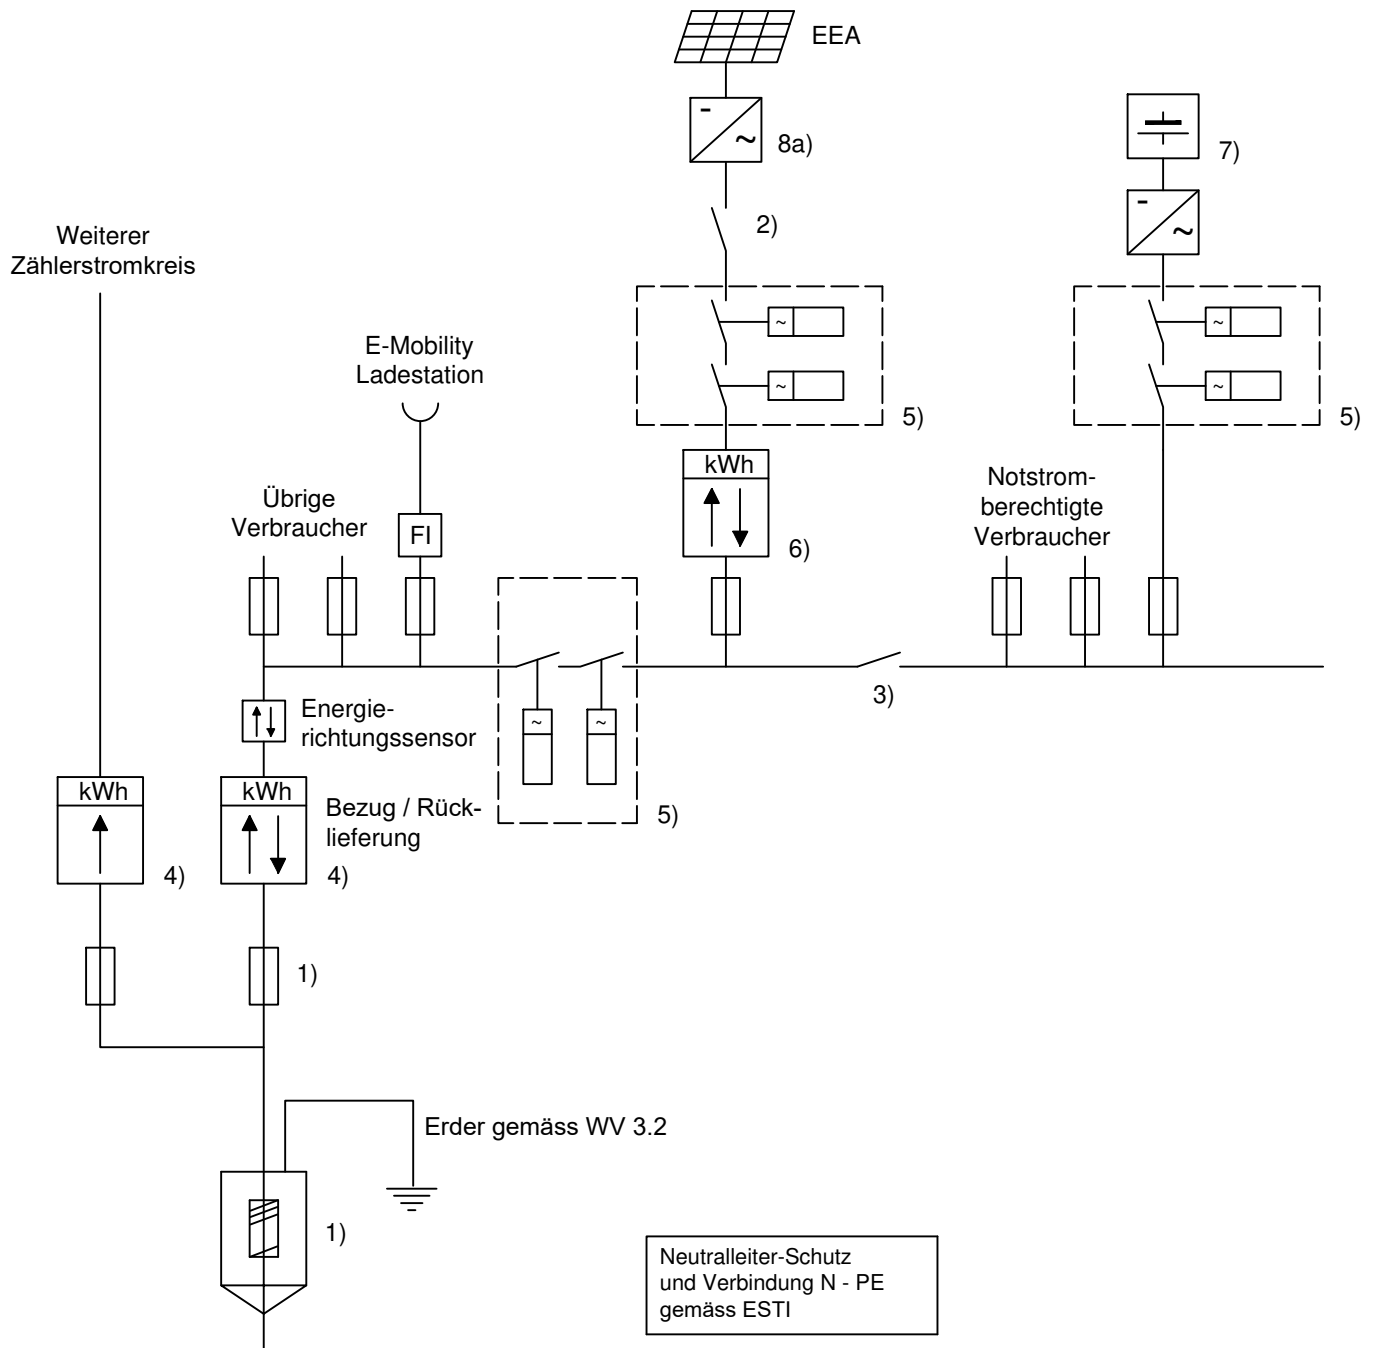 EEA
-
~
8a)
7)
-
~
2)
Weiterer
Zählerstromkreis
~
~
5)
~
~
5)
E-Mobility
Ladestation
kWh
6)
Übrige
Verbraucher
FI
Notstrom-
berechtigte
Verbraucher
3)
Energie-
richtungssensor
~
~
5)
kWh
4)
kWh
Bezug / Rück-
lieferung
4)
1)
Erder gemäss WV 3.2
1)
Neutralleiter-Schutz
und Verbindung N - PE
gemäss ESTI